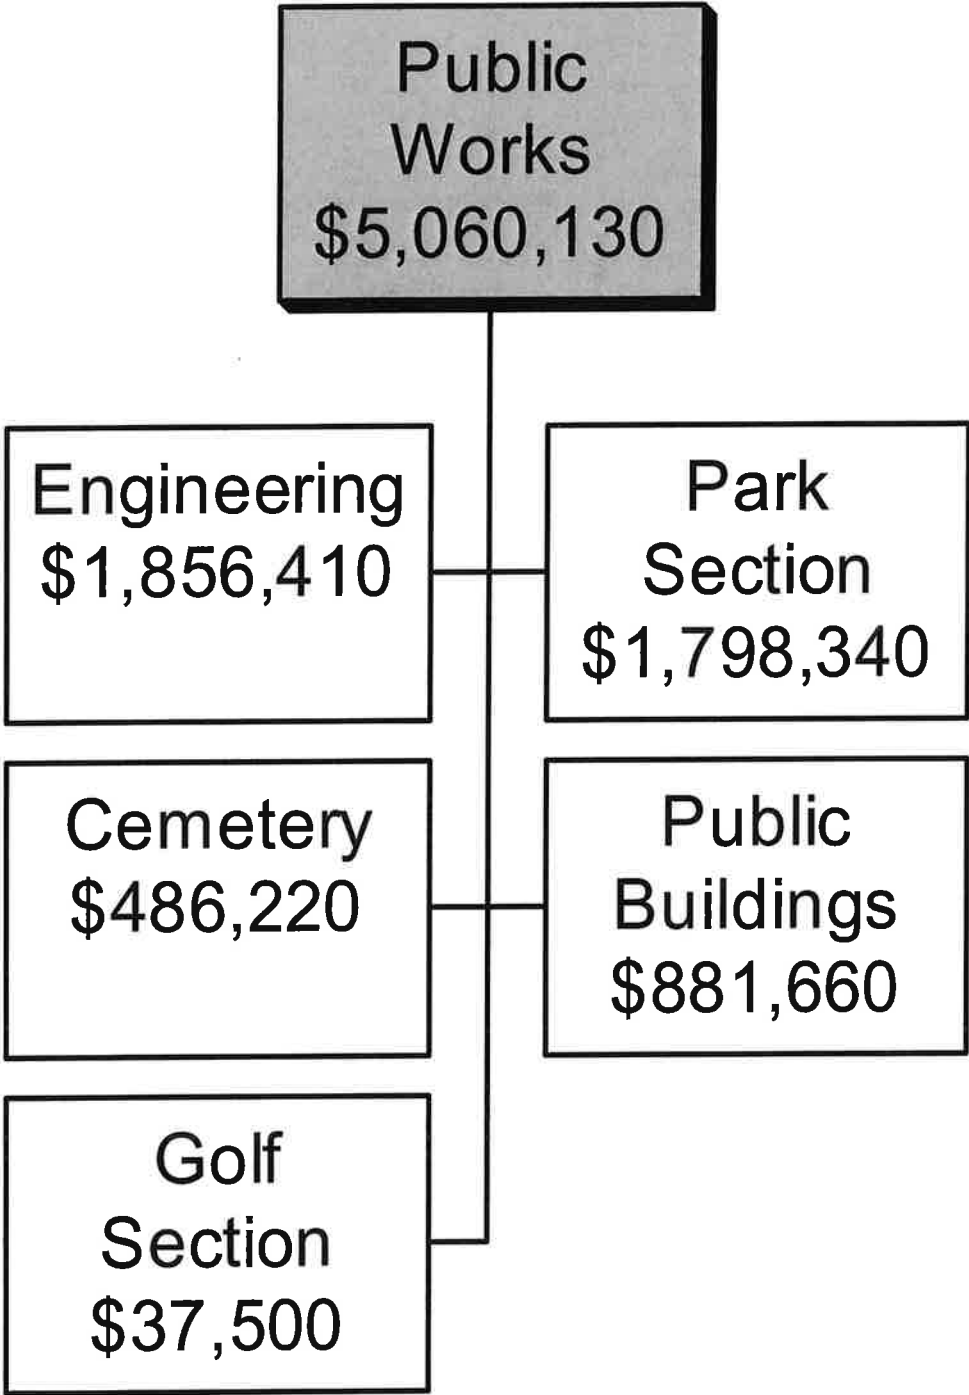 Public
Works
$5,060,130
Engineering
$1,856,410
Park
Section
$1,798,340
Cemetery
$486,220
Public
Buildings
$881,660
Golf
Section
$37,500